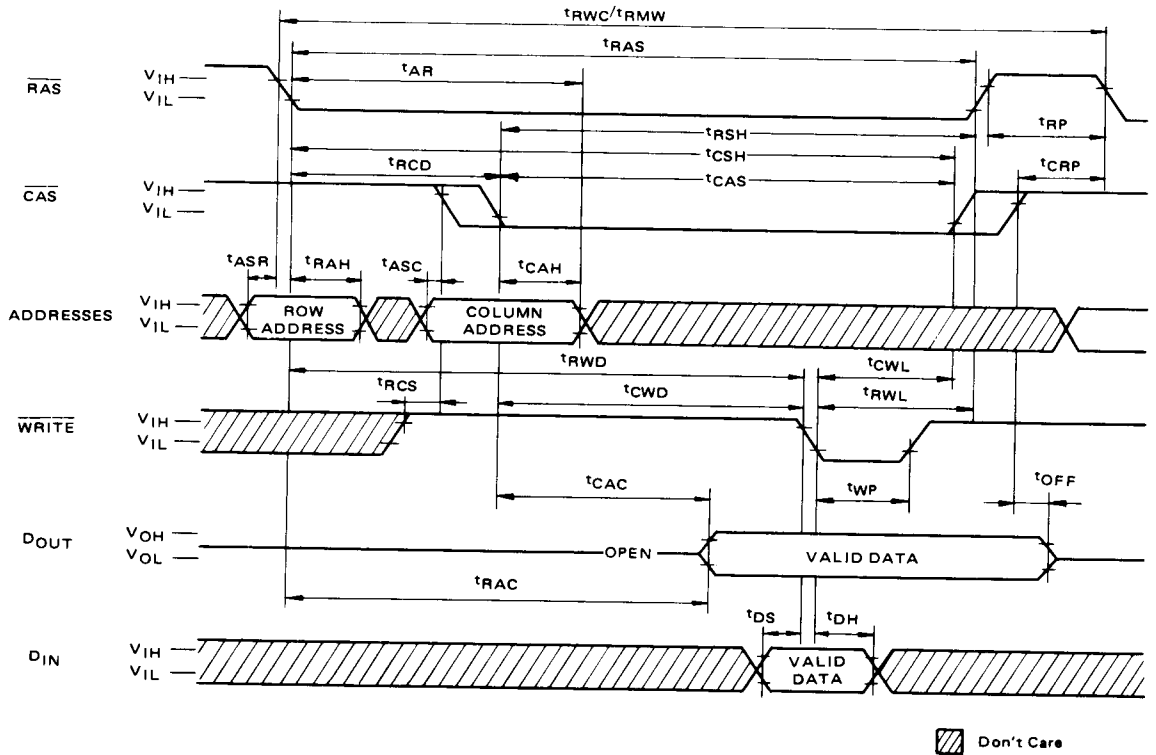 tRWC/tRMW
tRAS
tAR
RAS
VIH
VIL
tRSH
tRP
tCSH
tRCD
tCAS
tCRP
CAS
VIH
VIL
tASR
tRAH
tASC
tCAH
ADDRESSES
VIH
VIL
ROW
ADDRESS
COLUMN
ADDRESS
tRWD
tCWL
tRCS
tCWD
tRWL
WRITE
VIH
VIL
tCAC
tWP
tOFF
DOUT
VOH
VOL
OPEN
VALID DATA
tRAC
tDS
tDH
DIN
VIH
VIL
VALID
DATA
Don't Care